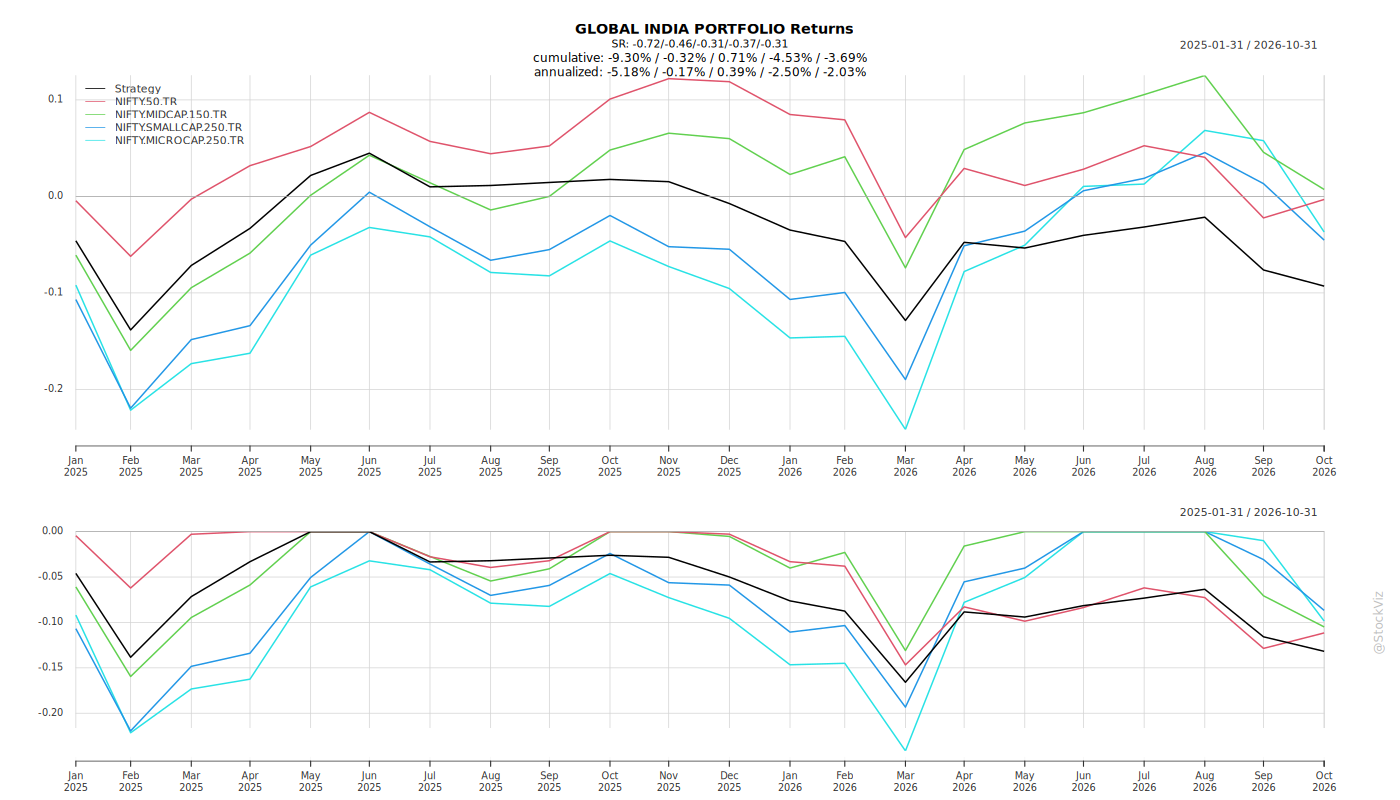 GLOBAL INDIA PORTFOLIO Returns
SR: -0.72/-0.46/-0.31/-0.37/-0.31
cumulative: -9.30% / -0.32% / 0.71% / -4.53% / -3.69%
annualized: -5.18% / -0.17% / 0.39% / -2.50% / -2.03%
2025-01-31 / 2026-10-31
Strategy
NIFTY.50.TR
NIFTY.MIDCAP.150.TR
NIFTY.SMALLCAP.250.TR
NIFTY.MICROCAP.250.TR
0.1
0.0
-0.1
-0.2
Jan Feb Mar Apr May Jun Jul Aug Sep Oct Nov Dec Jan Feb Mar Apr May Jun Jul Aug Sep Oct
2025 2025 2025 2025 2025 2025 2025 2025 2025 2025 2025 2025 2026 2026 2026 2026 2026 2026 2026 2026 2026 2026
2025-01-31 / 2026-10-31
0.00
-0.05
-0.10
-0.15
-0.20
Jan Feb Mar Apr May Jun Jul Aug Sep Oct Nov Dec Jan Feb Mar Apr May Jun Jul Aug Sep Oct
2025 2025 2025 2025 2025 2025 2025 2025 2025 2025 2025 2025 2026 2026 2026 2026 2026 2026 2026 2026 2026 2026
@StockViz